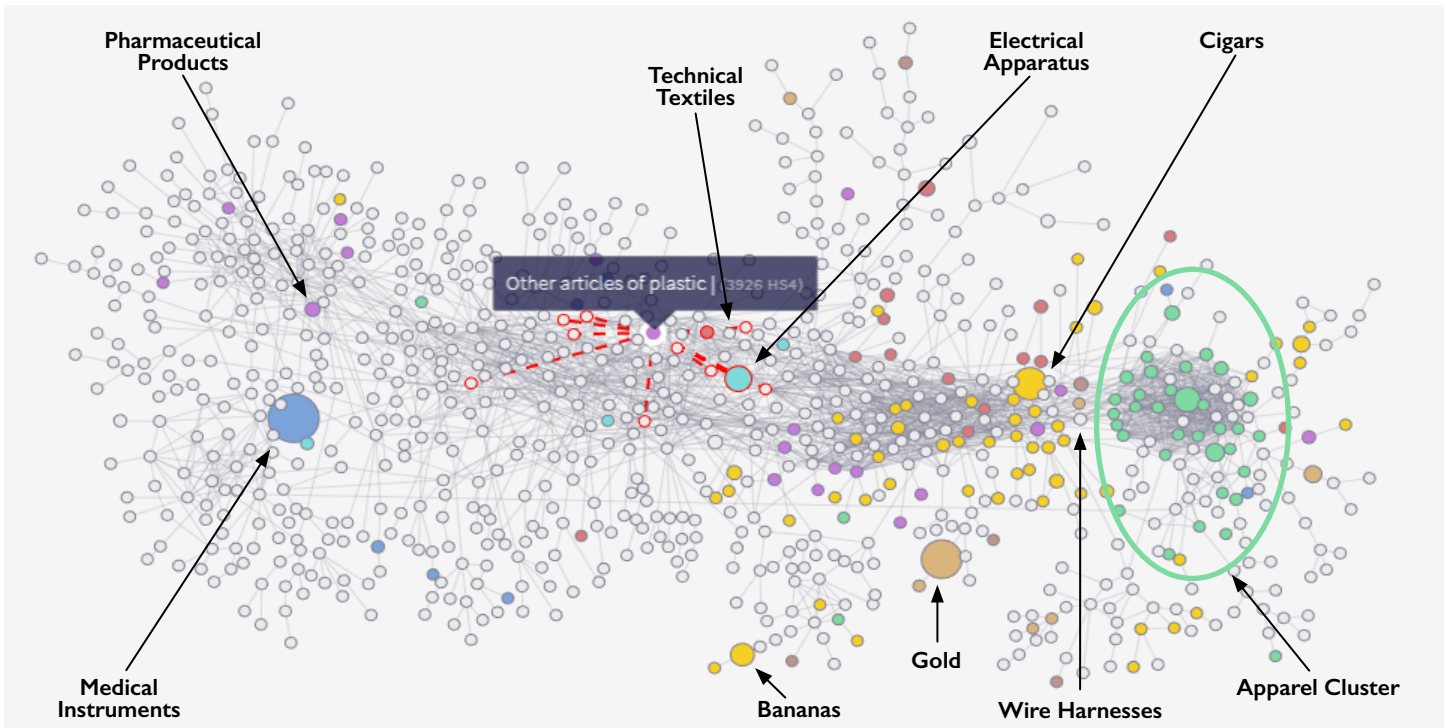 Pharmaceutical
Products
Technical
Textiles
Electrical
Apparatus
Cigars
Other articles of plastic | (3926 HS4)
Medical
Instruments
Bananas
Gold
Wire Harnesses
Apparel Cluster